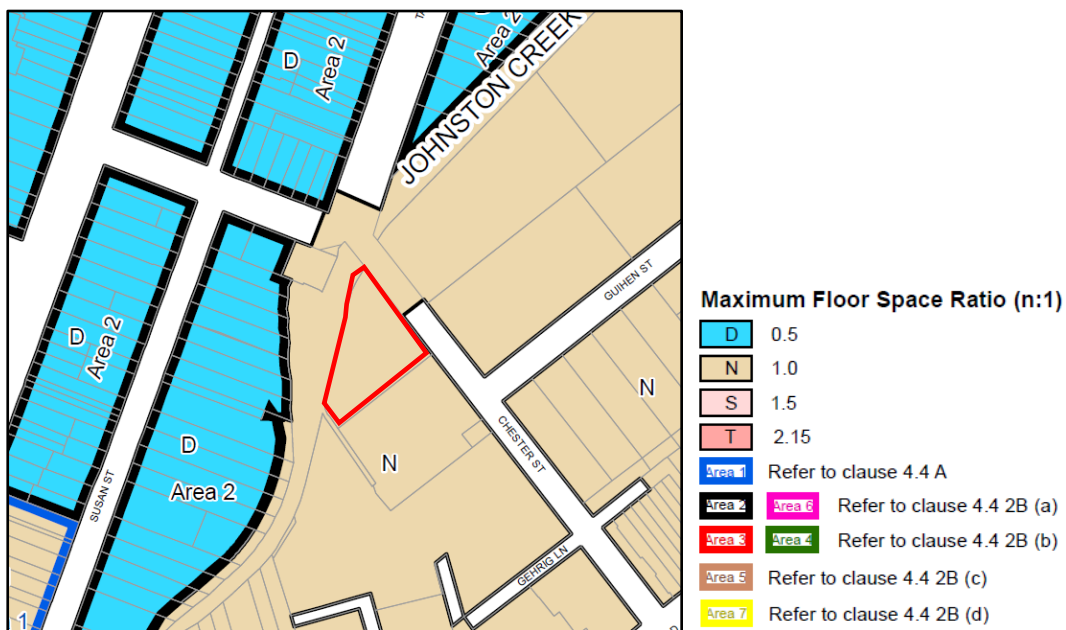 D
Area 2
D
Area 2
TA
JOHNSTON CREEK
GUIHEN ST
D
Area 2
N
N
CHESTER ST
D
Area 2
SUSAN ST
GEHRIG LN
1
Maximum Floor Space Ratio (n:1)
D 0.5
N 1.0
S 1.5
T 2.15
Area 1 Refer to clause 4.4 A
Area 2 Area 6 Refer to clause 4.4 2B (a)
Area 3 Area 4 Refer to clause 4.4 2B (b)
Area 5 Refer to clause 4.4 2B (c)
Area 7 Refer to clause 4.4 2B (d)